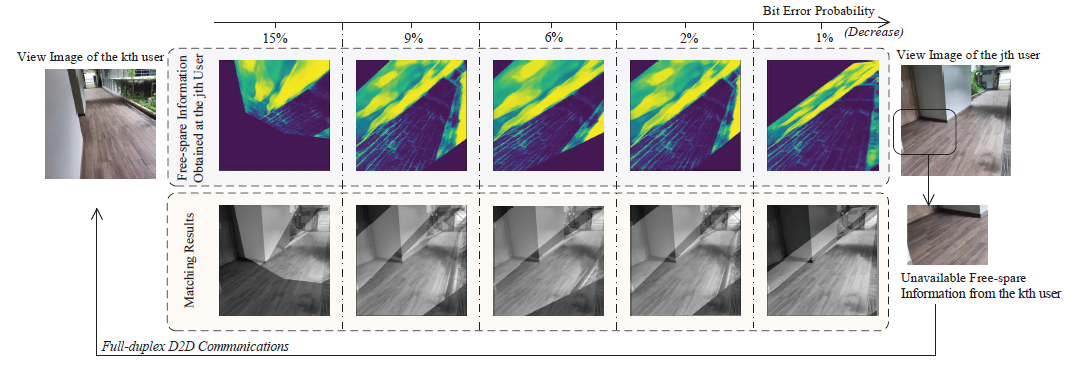 Bit Error Probability
(Decrease)
15%
9%
6%
2%
1%
View Image of the kth user
View Image of the jth user
Free-spare Information
Obtained at the jth User
Matching Results
Unavailable Free-spare
Information from the kth user
Full-duplex D2D Communications